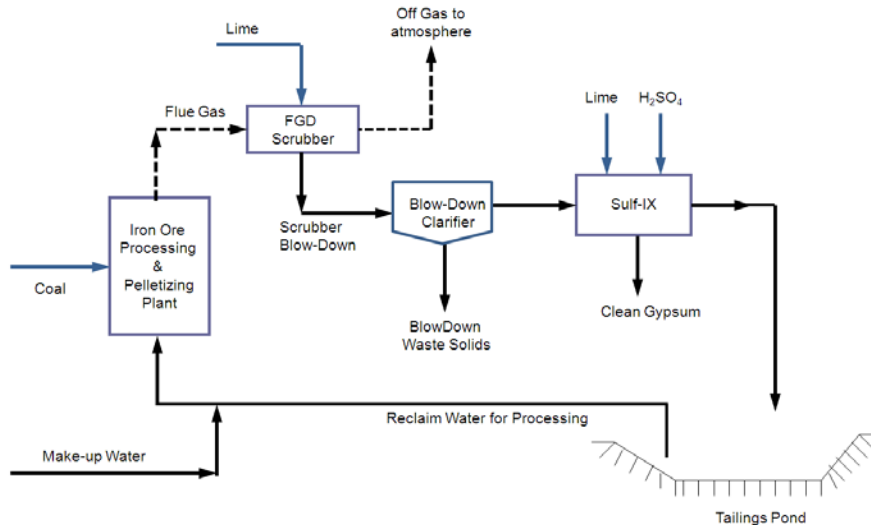 Off Gas to
atmosphere
Lime
Flue Gas
FGD
Scrubber
Lime
H₂SO₄
Iron Ore
Processing
&
Pelletizing
Plant
Scrubber
Blow-Down
Blow-Down
Clarifier
Sulf-IX
Coal
BlowDown
Waste Solids
Clean Gypsum
Reclaim Water for Processing
Make-up Water
Tailings Pond